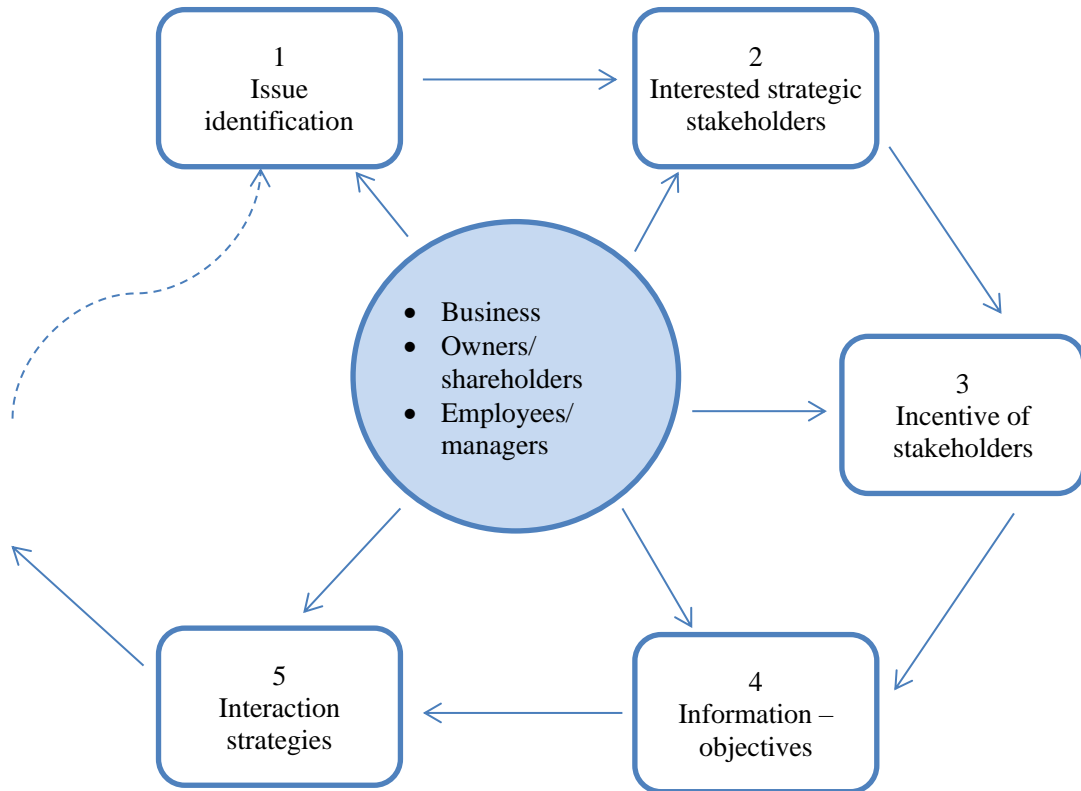 1
Issue
identification
2
Interested strategic
stakeholders
• Business
• Owners/
shareholders
• Employees/
managers
3
Incentive of
stakeholders
5
Interaction
strategies
4
Information –
objectives